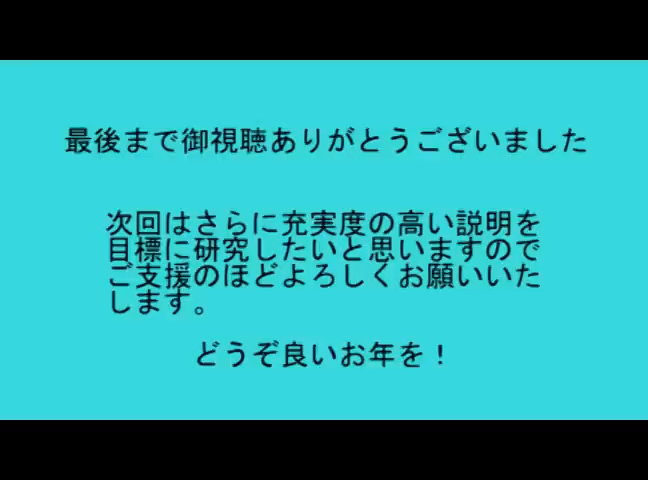 最後まで御視聴ありがとうございました
次回はさらに充実度の高い説明を
目標に研究したいと思いますので
ご支援のほどよろしくお願いいた
します。
どうぞ良いお年を！